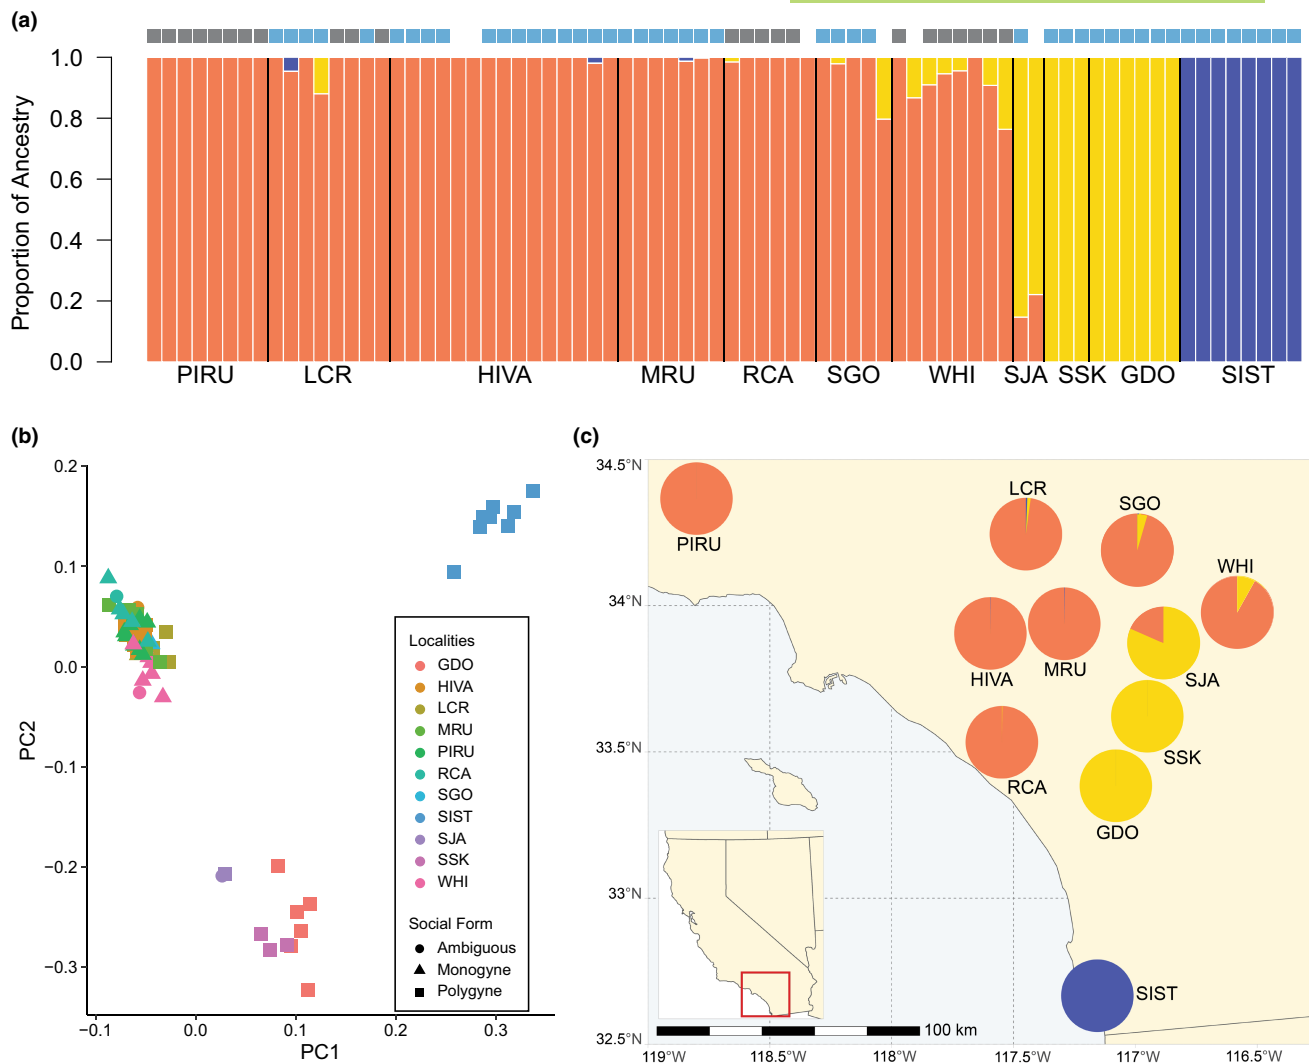 (a)
Proportion of Ancestry
1.0
0.8
0.6
0.4
0.2
0.0
PIRU LCR HIVA MRU RCA SGO WHI SJA SSK GDO SIST
(b)
PC2
0.2
0.1
0.0
−0.1
−0.2
−0.3
−0.1 0.0 0.1 0.2 0.3
PC1
Localities
GDO
HIVA
LCR
MRU
PIRU
RCA
SGO
SIST
SJA
SSK
WHI
Social Form
Ambiguous
Monogyne
Polygyne
(c)
34.5°N
34°N
33.5°N
33°N
32.5°N
PIRU
LCR
SGO
WHI
HIVA
MRU
SJA
SSK
RCA
GDO
SIST
100 km
119°W 118.5°W 118°W 117.5°W 117°W 116.5°W